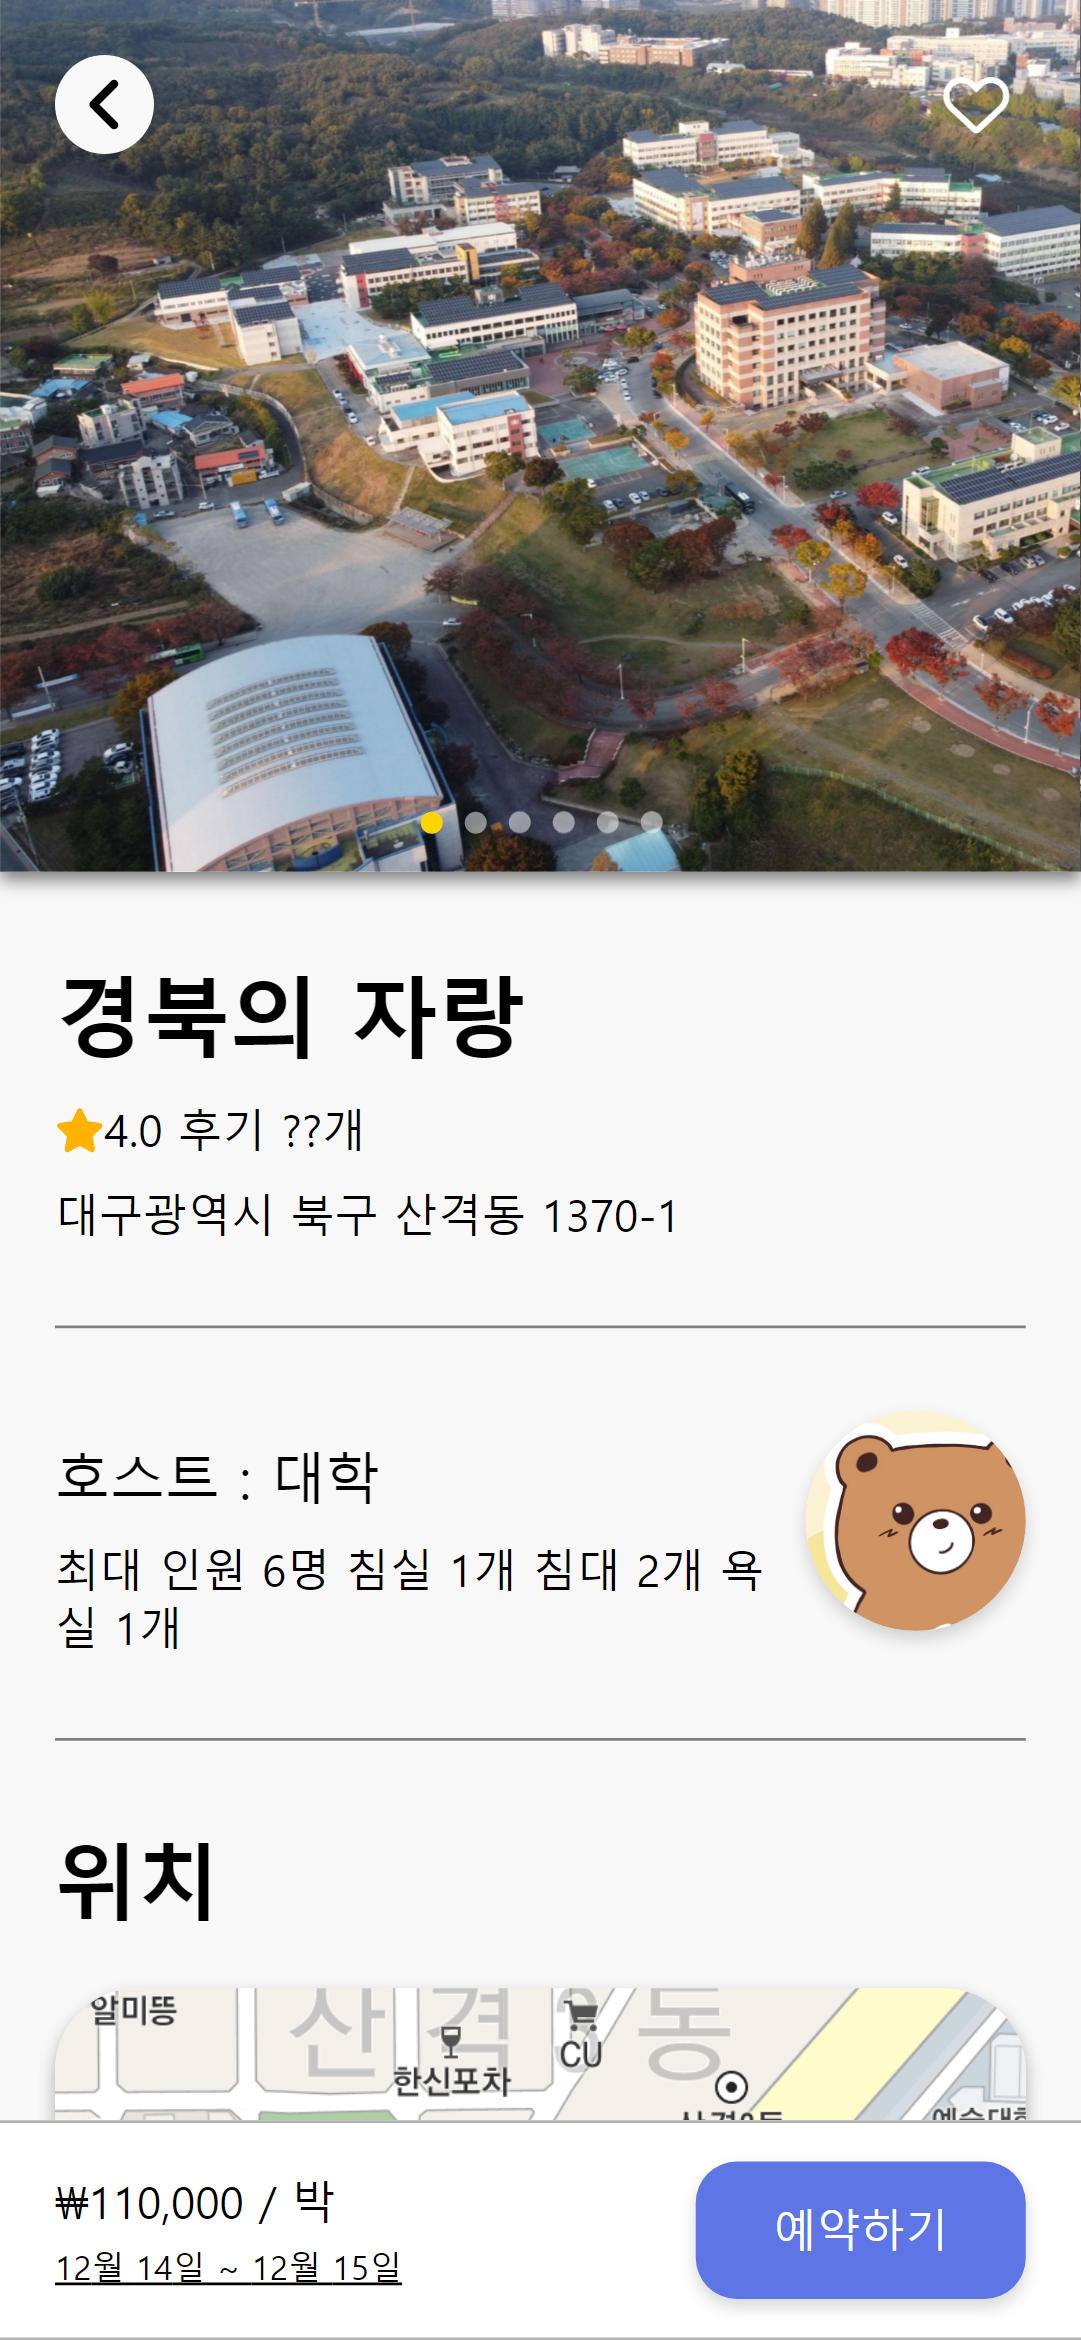 경북의 자랑
4.0 후기 ??개
대구광역시 북구 산격동 1370-1
호스트 : 대학
최대 인원 6명 침실 1개 침대 2개 욕
실 1개
위치
알미뜽
산격3동
CU
한신포차
₩110,000 / 박
12월 14일 ~ 12월 15일
예약하기